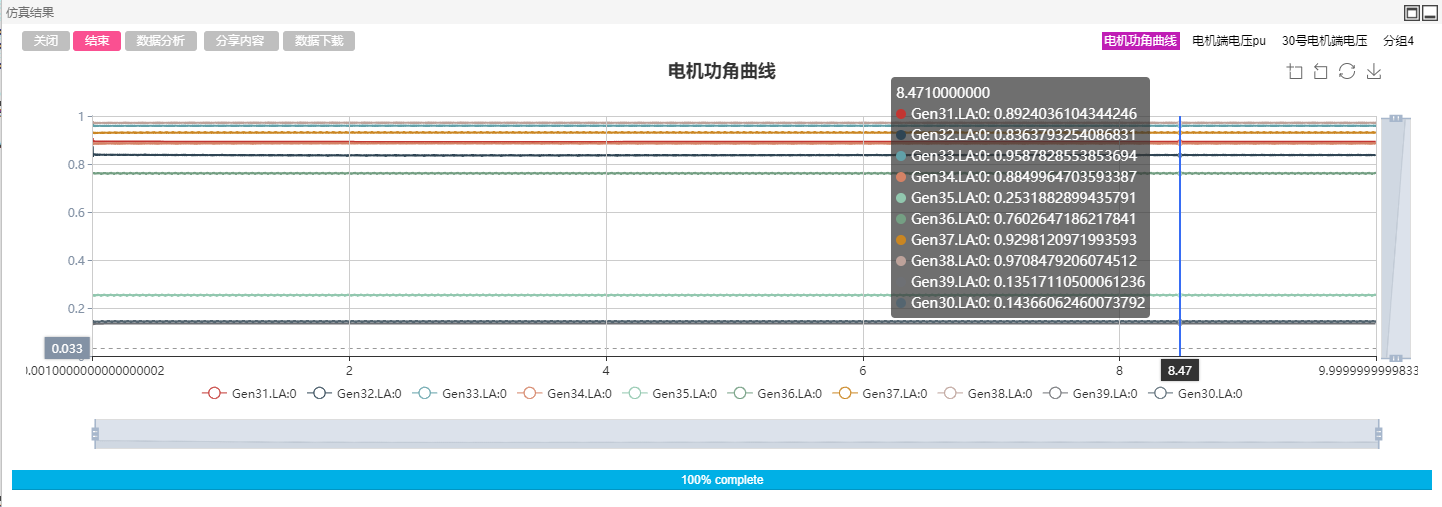 仿真结果
关闭 结束 数据分析 分享内容 数据下载 电机功角曲线 电机端电压pu 30号电机端电压 分组4
电机功角曲线
8.4710000000
Gen31.LA:0: 0.8924036104344246
Gen32.LA:0: 0.8363793254086831
Gen33.LA:0: 0.9587828553853694
Gen34.LA:0: 0.8849964703593387
Gen35.LA:0: 0.2531882899435791
Gen36.LA:0: 0.7602647186217841
Gen37.LA:0: 0.9298120971993593
Gen38.LA:0: 0.9708479206074512
Gen39.LA:0: 0.13517110500061236
Gen30.LA:0: 0.14366062460073792
1
0.8
0.6
0.4
0.2
0.033
0.0010000000000000002 2 4 6 8 8.47 9.9999999999833
Gen31.LA:0 Gen32.LA:0 Gen33.LA:0 Gen34.LA:0 Gen35.LA:0 Gen36.LA:0 Gen37.LA:0 Gen38.LA:0 Gen39.LA:0 Gen30.LA:0
100% complete